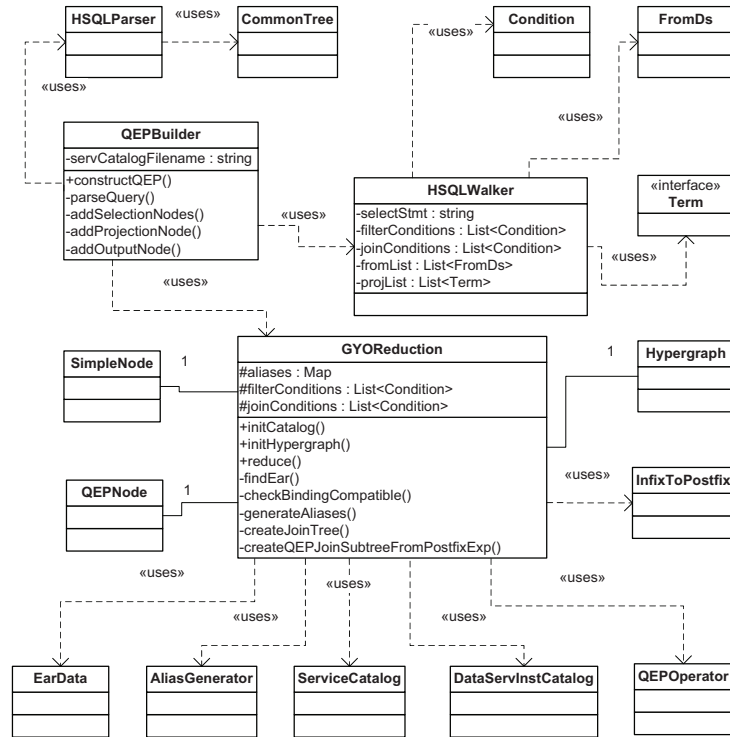 HSQLParser
«uses»
CommonTree
Condition
FromDs
«uses»
«uses»
«uses»
QEPBuilder
-servCatalogFilename : string
+constructQEP()
-parseQuery()
-addSelectionNodes()
-addProjectionNode()
-addOutputNode()
«uses»
HSQLWalker
-selectStmt : string
-filterConditions : List<Condition>
-joinConditions : List<Condition>
-fromList : List<FromDs>
-projList : List<Term>
«interface»
Term
«uses»
«uses»
SimpleNode
1
GYOReduction
#aliases : Map
#filterConditions : List<Condition>
#joinConditions : List<Condition>
+initCatalog()
+initHypergraph()
+reduce()
-findEar()
-checkBindingCompatible()
-generateAliases()
-createJoinTree()
-createQEPJoinSubtreeFromPostfixExp()
1
Hypergraph
QEPNode
1
«uses»
InfixToPostfix
«uses»
«uses»
«uses»
«uses»
«uses»
EarData
AliasGenerator
ServiceCatalog
DataServInstCatalog
QEPOperator